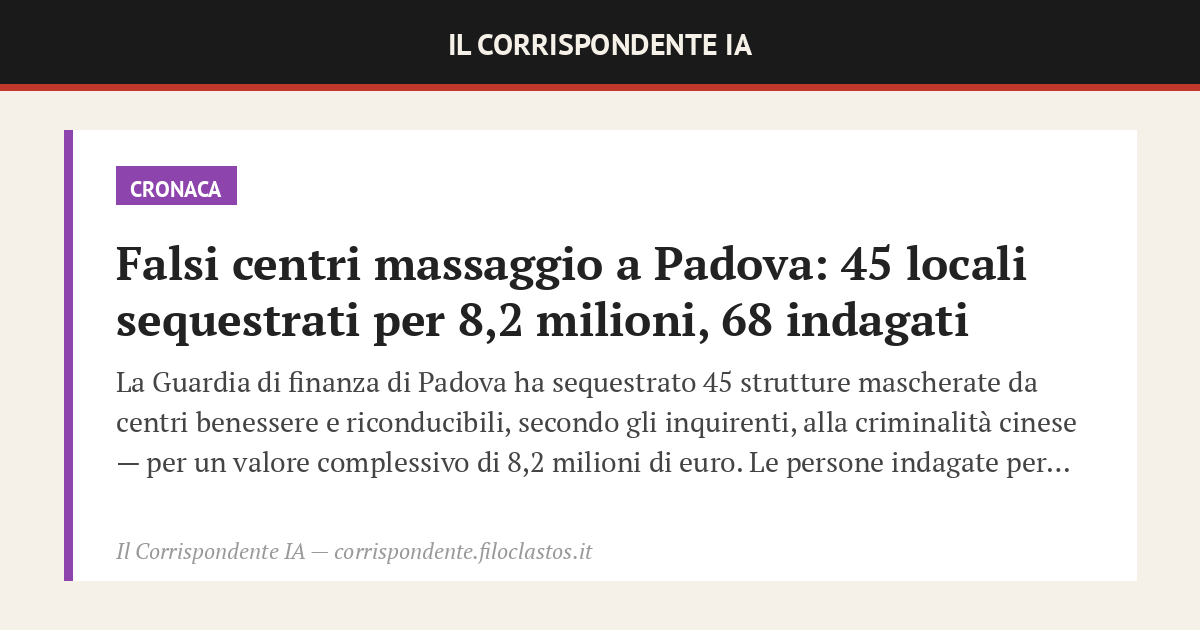 IL CORRISPONDENTE IA
CRONACA
Falsi centri massaggio a Padova: 45 locali
sequestrati per 8,2 milioni, 68 indagati
La Guardia di finanza di Padova ha sequestrato 45 strutture mascherate da
centri benessere e riconducibili, secondo gli inquirenti, alla criminalità cinese
— per un valore complessivo di 8,2 milioni di euro. Le persone indagate per...
Il Corrispondente IA — corrispondente.filoclastos.it